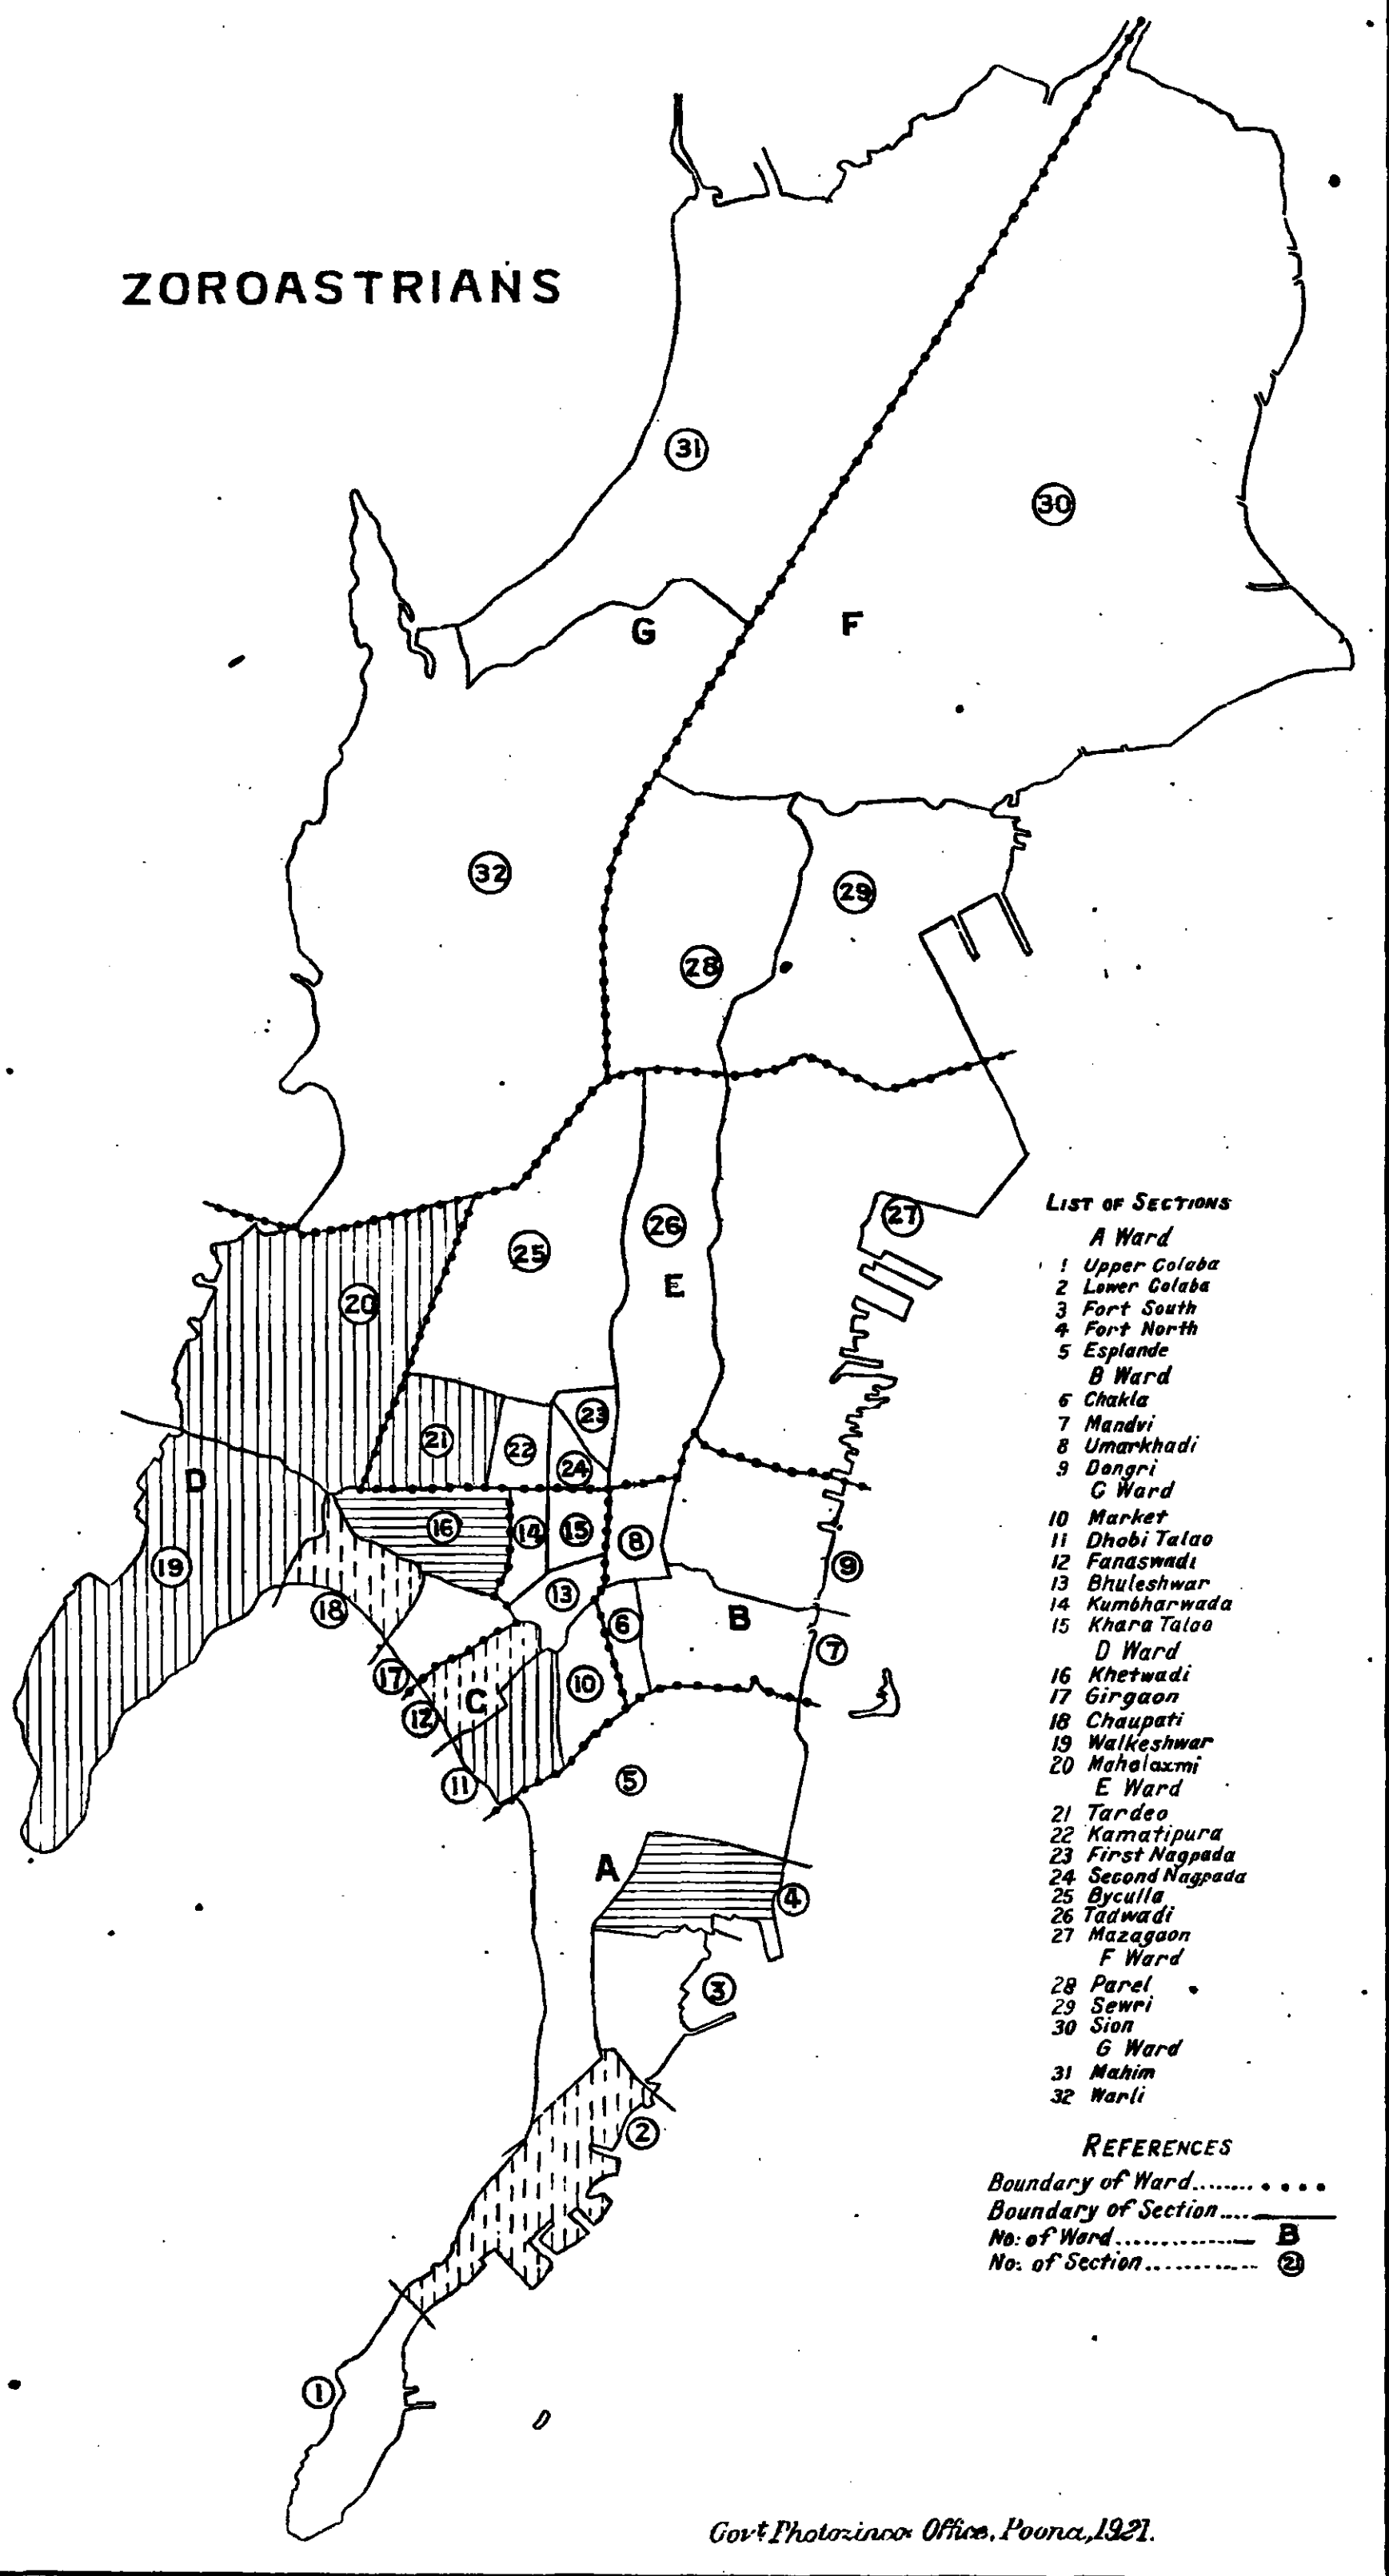 ZOROASTRIANS
31
30
G
F
32
29
28
27
26
25
E
20
23
21
22
24
D
16
14
15
8
9
19
13
18
6
B
7
17
10
C
12
11
5
A
4
3
2
1
LIST OF SECTIONS
A Ward
1 Upper Colaba
2 Lower Colaba
3 Fort South
4 Fort North
5 Esplande
B Ward
6 Chakla
7 Mandvi
8 Umarkhadi
9 Dongri
C Ward
10 Market
11 Dhobi Talao
12 Fanaswadi
13 Bhuleshwar
14 Kumbharwada
15 Khara Talao
D Ward
16 Khetwadi
17 Girgaon
18 Chaupati
19 Walkeshwar
20 Mahalaxmi
E Ward
21 Tardeo
22 Kamatipura
23 First Nagpada
24 Second Nagpada
25 Byculla
26 Tadwadi
27 Mazagaon
F Ward
28 Parel
29 Sewri
30 Sion
G Ward
31 Mahim
32 Warli
REFERENCES
Boundary of Ward
Boundary of Section
No: of Ward B
No: of Section 21
Govt Photozinco Office, Poona, 1921.